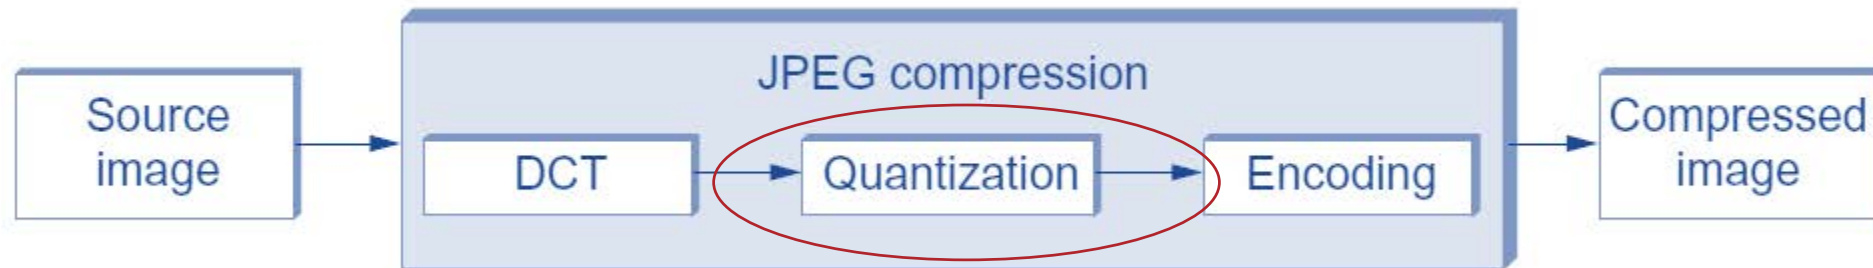 JPEG compression
Source
image
DCT
Quantization
Encoding
Compressed
image